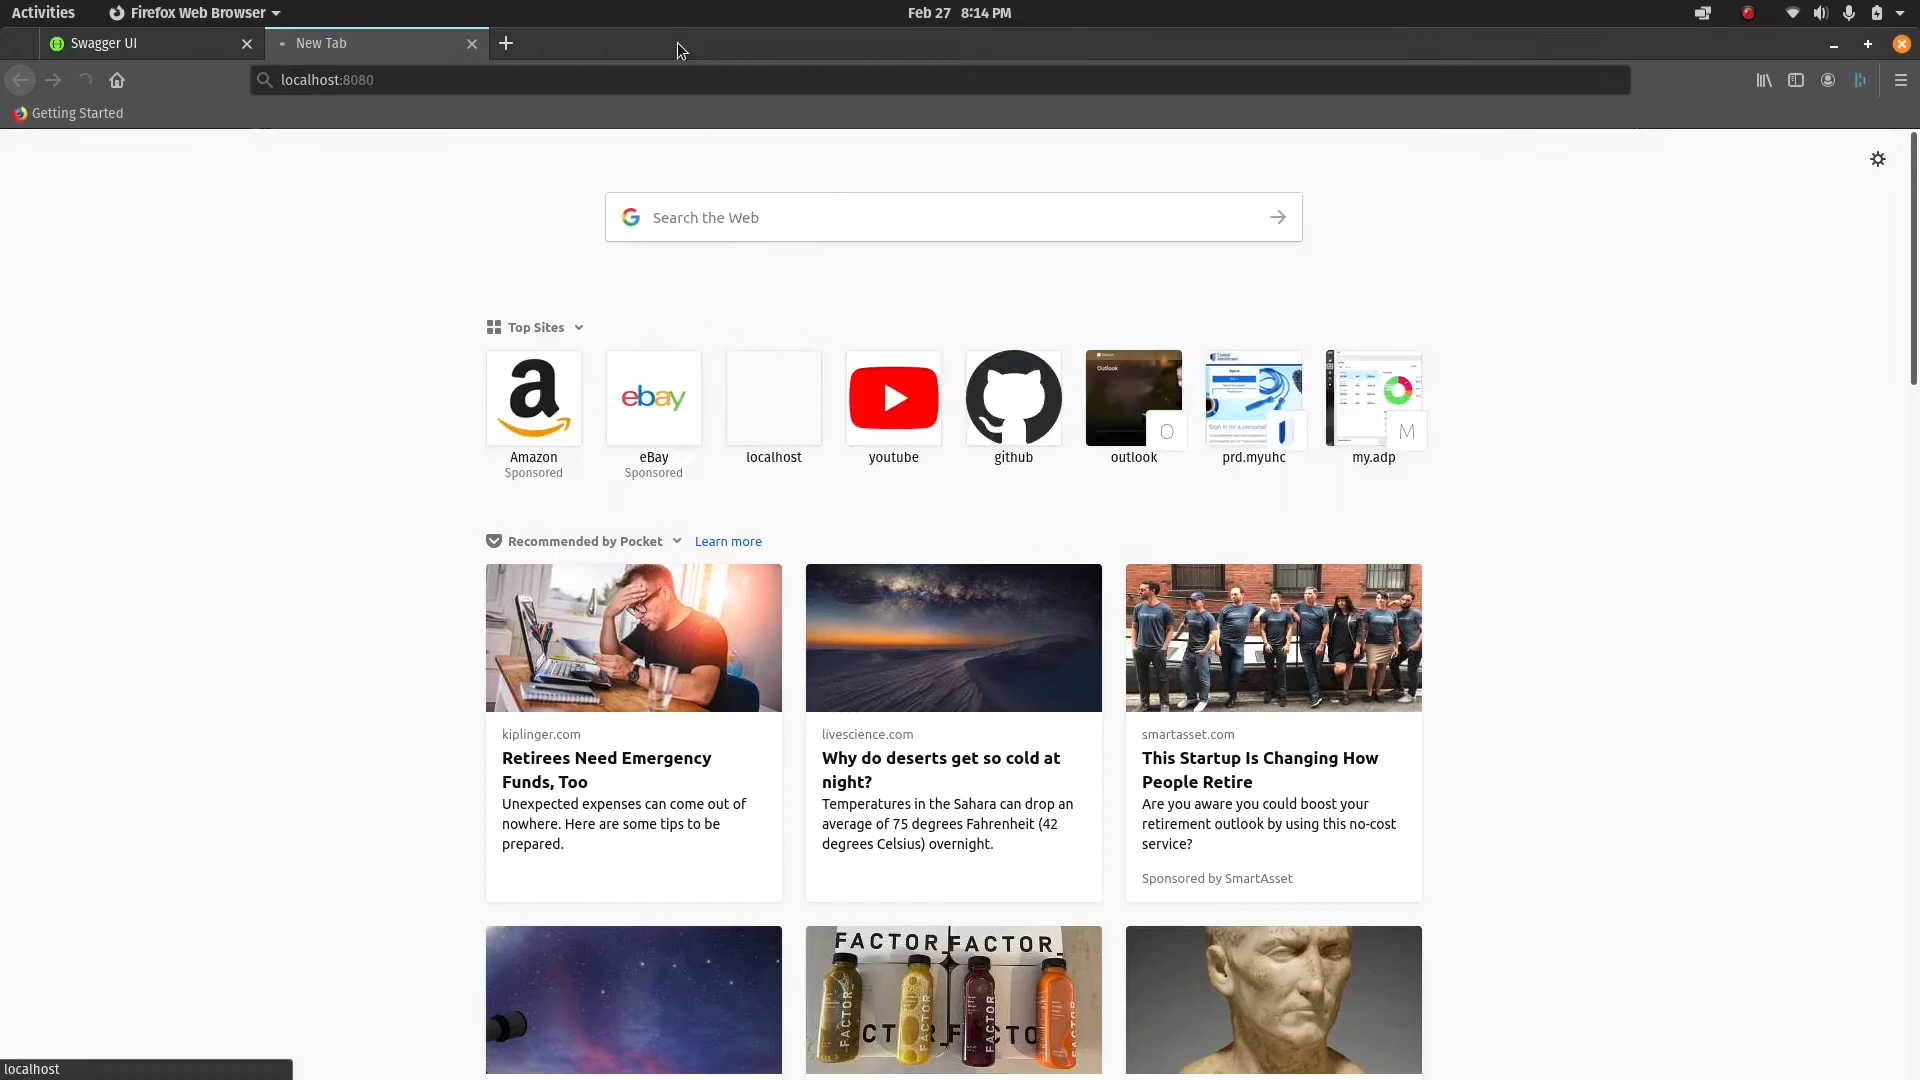 Activities
Firefox Web Browser
Feb 27 8:14 PM
Swagger UI
New Tab
localhost:8080
Getting Started
Search the Web
Top Sites
a
ebay
O
M
Amazon
Sponsored
eBay
Sponsored
localhost
youtube
github
outlook
prd.myuhc
my.adp
Recommended by Pocket
Learn more
kiplinger.com
Retirees Need Emergency
Funds, Too
Unexpected expenses can come out of
nowhere. Here are some tips to be
prepared.
livescience.com
Why do deserts get so cold at
night?
Temperatures in the Sahara can drop an
average of 75 degrees Fahrenheit (42
degrees Celsius) overnight.
smartasset.com
This Startup Is Changing How
People Retire
Are you aware you could boost your
retirement outlook by using this no-cost
service?
Sponsored by SmartAsset
FACTOR_FACTOR_
FACTOR
FACTOR
FACTOR
FACTOR
localhost